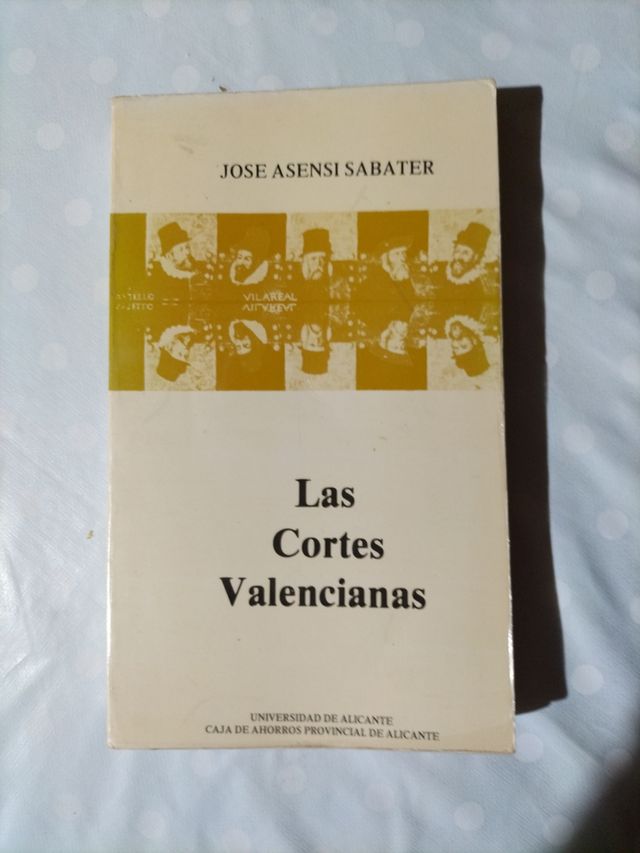 JOSE ASENSI SABATER
VILAREAL
Las
Cortes
Valencianas
UNIVERSIDAD DE ALICANTE
CAJA DE AHORROS PROVINCIAL DE ALICANTE